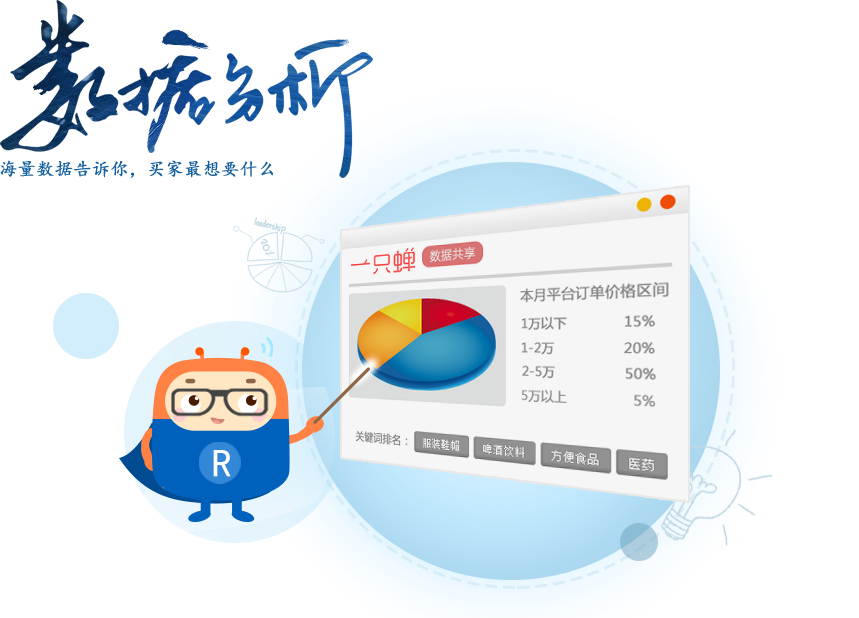 数据分析
海量数据告诉你，买家最想要什么
leadership
20%
一只蝉 数据共享
本月平台订单价格区间
1万以下 15%
1-2万 20%
2-5万 50%
5万以上 5%
关键词排名： 服装鞋帽 啤酒饮料 方便食品 医药
R